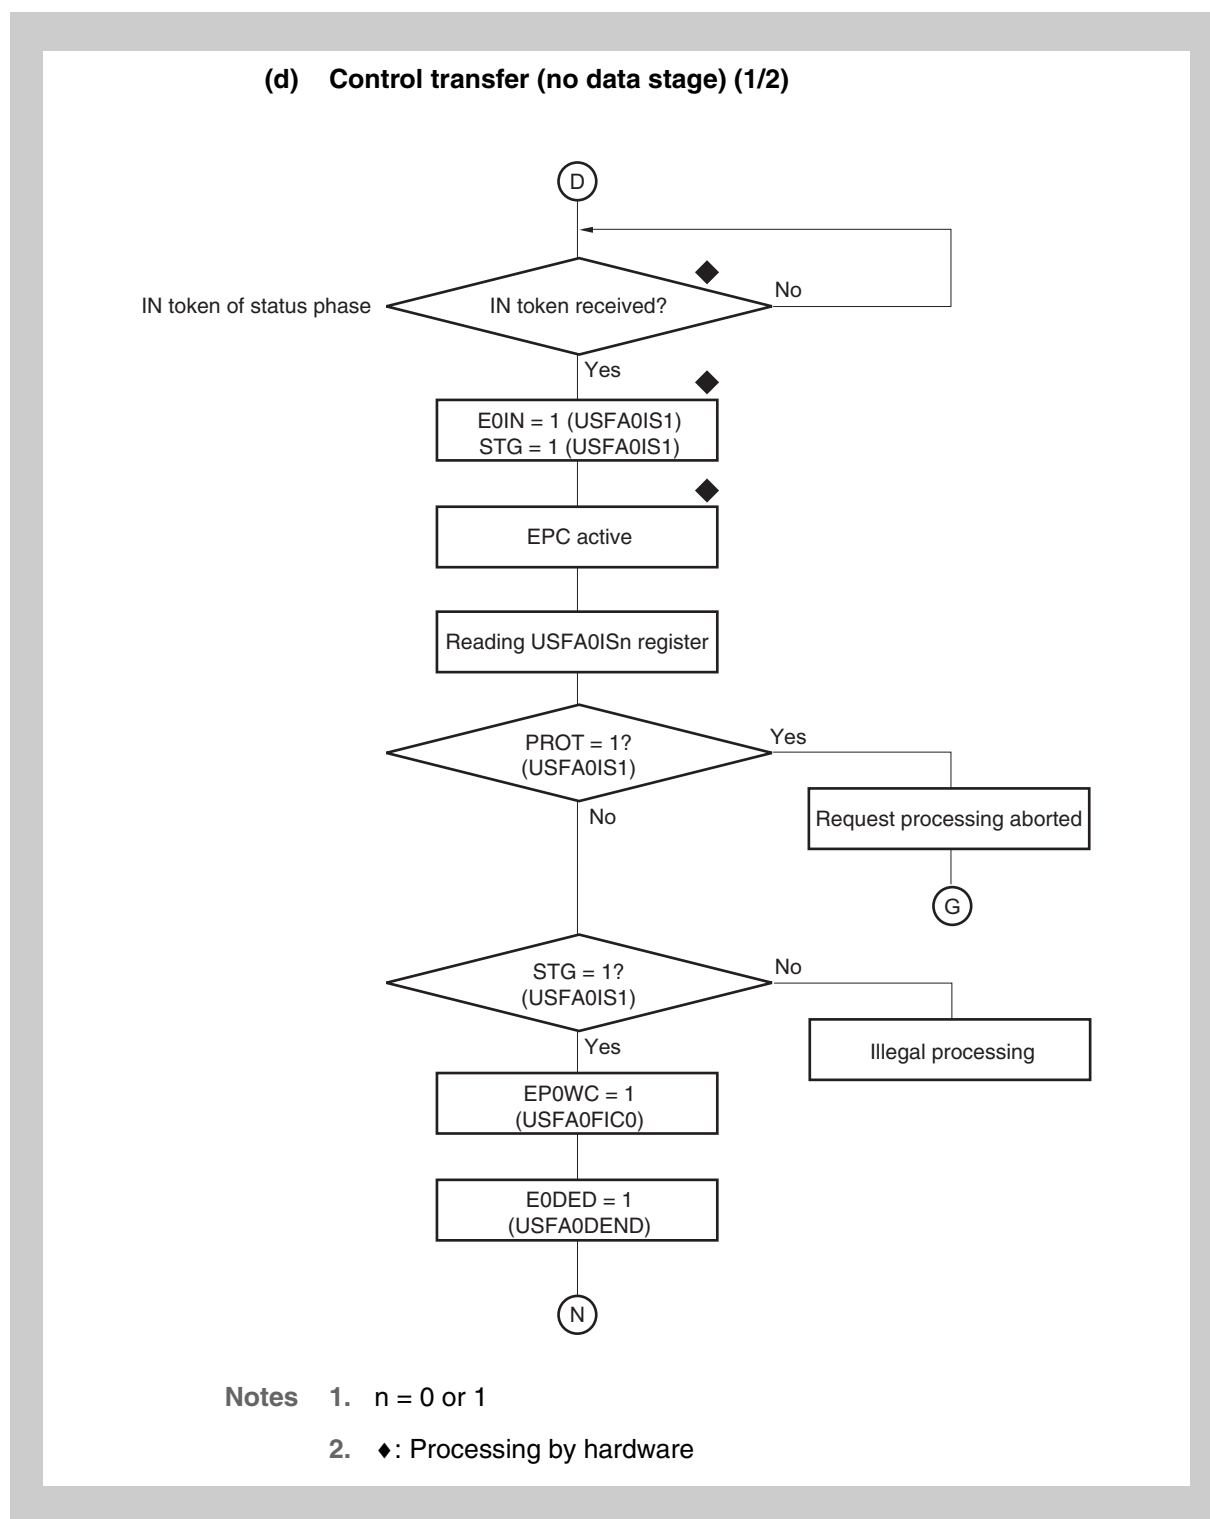 (d) Control transfer (no data stage) (1/2)
D
IN token of status phase
IN token received?
No
Yes
E0IN = 1 (USFA0IS1)
STG = 1 (USFA0IS1)
EPC active
Reading USFA0ISn register
PROT = 1?
(USFA0IS1)
Yes
No
Request processing aborted
G
STG = 1?
(USFA0IS1)
No
Yes
Illegal processing
EP0WC = 1
(USFA0FIC0)
E0DED = 1
(USFA0DEND)
N
Notes 1. n = 0 or 1
2. ♦: Processing by hardware